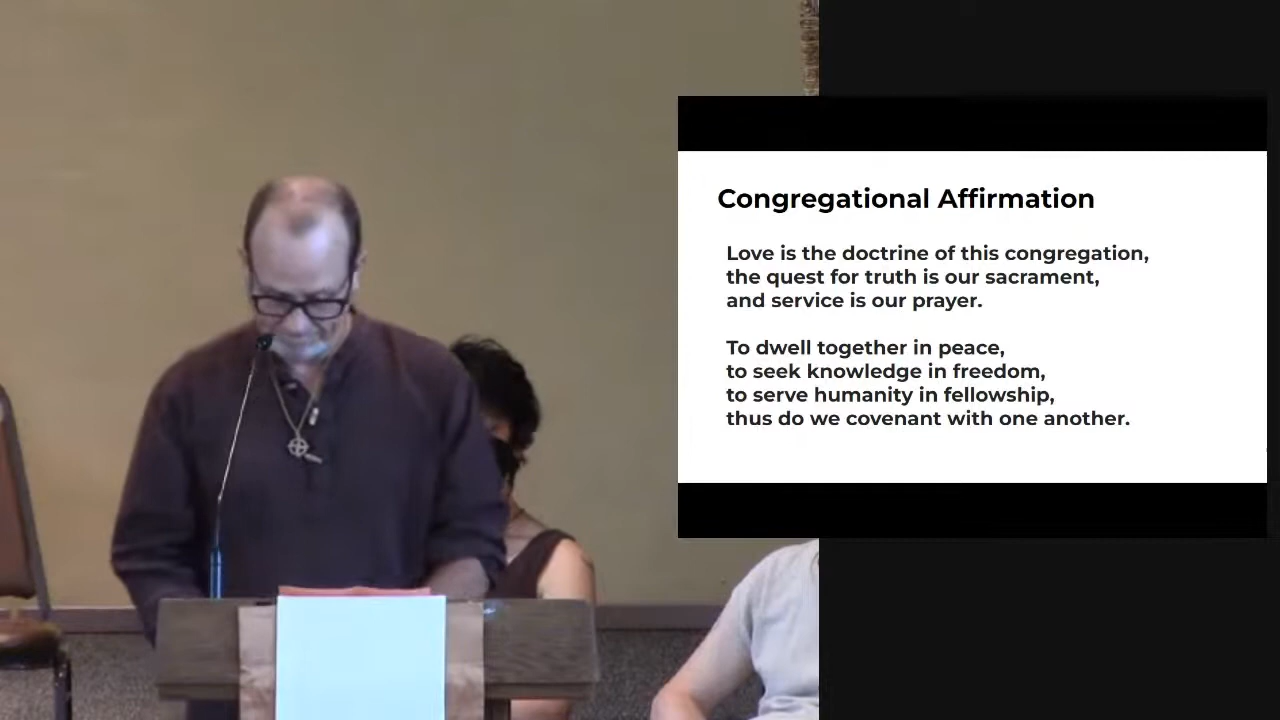 Congregational Affirmation
Love is the doctrine of this congregation,
the quest for truth is our sacrament,
and service is our prayer.
To dwell together in peace,
to seek knowledge in freedom,
to serve humanity in fellowship,
thus do we covenant with one another.